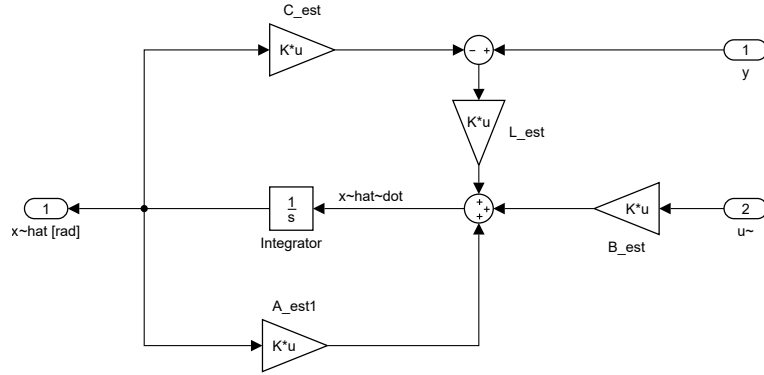 C_est
K*u
− +
1
y
K*u
L_est
1
x~hat [rad]
1
s
Integrator
x~hat~dot
+
+
+
K*u
B_est
2
u~
A_est1
K*u